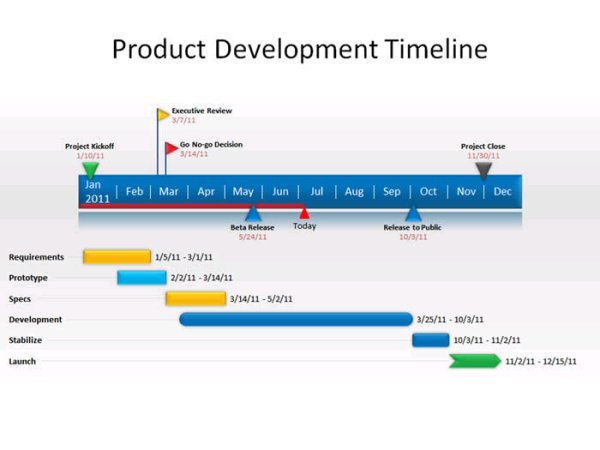 Product Development Timeline
Executive Review
3/7/11
Project Kickoff
1/10/11
Go No-go Decision
3/14/11
Project Close
11/30/11
Jan
2011
Feb
Mar
Apr
May
Jun
Jul
Aug
Sep
Oct
Nov
Dec
Beta Release
5/24/11
Today
Release to Public
10/3/11
Requirements
1/5/11 - 3/1/11
Prototype
2/2/11 - 3/14/11
Specs
3/14/11 - 5/2/11
Development
3/25/11 - 10/3/11
Stabilize
10/3/11 - 11/2/11
Launch
11/2/11 - 12/15/11